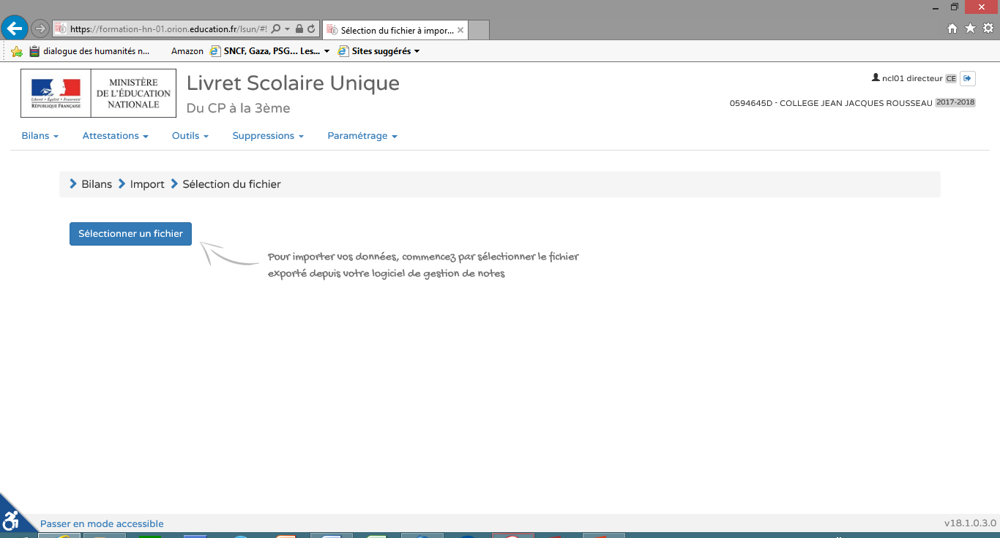 https://formation-hn-01.orion.education.fr/lsun/#!
Sélection du fichier à impor...
dialogue des humanités n...
Amazon
SNCF, Gaza, PSG... Les...
Sites suggérés
Liberté • Égalité • Fraternité
RÉPUBLIQUE FRANÇAISE
MINISTÈRE
DE L'ÉDUCATION
NATIONALE
Livret Scolaire Unique
Du CP à la 3ème
ncl01 directeur CE
0594645D - COLLEGE JEAN JACQUES ROUSSEAU 2017-2018
Bilans Attestations Outils Suppressions Paramétrage
Bilans Import Sélection du fichier
Sélectionner un fichier
Pour importer vos données, commencez par sélectionner le fichier
exporté depuis votre logiciel de gestion de notes
Passer en mode accessible
v18.1.0.3.0